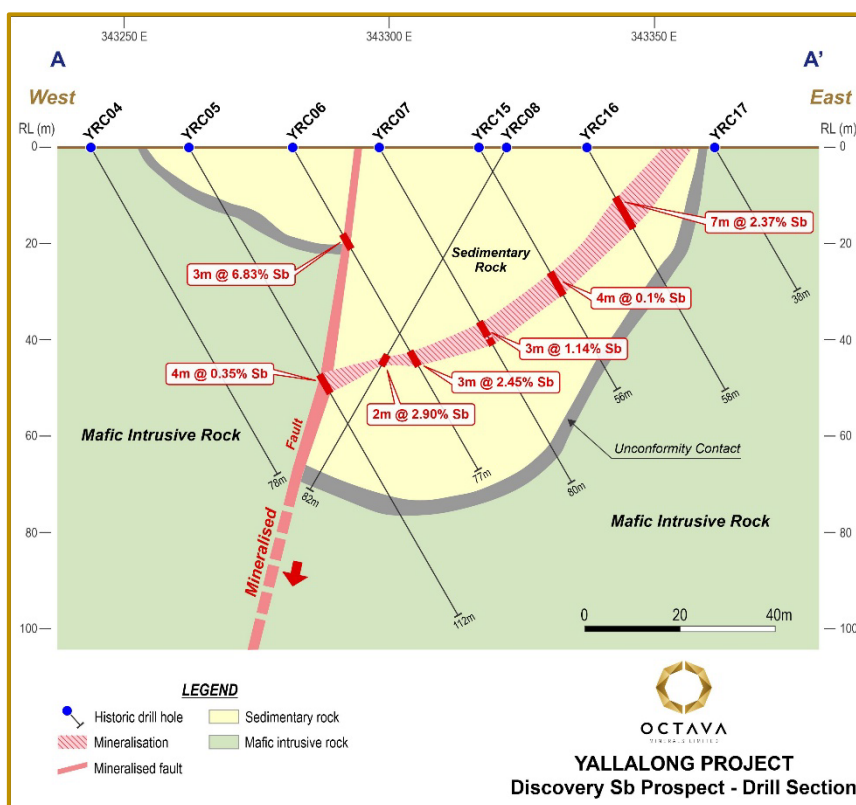 343250 E
343300 E
343350 E
A
A'
West
East
RL (m)
RL (m)
YRC04
YRC05
YRC06
YRC07
YRC15
YRC08
YRC16
YRC17
0
0
20
20
40
40
60
60
80
80
100
100
7m @ 2.37% Sb
Sedimentary
Rock
3m @ 6.83% Sb
4m @ 0.1% Sb
38m
3m @ 1.14% Sb
4m @ 0.35% Sb
3m @ 2.45% Sb
2m @ 2.90% Sb
56m
58m
Mafic Intrusive Rock
Fault
Unconformity Contact
78m
82m
77m
80m
Mafic Intrusive Rock
Mineralised
112m
0 20 40m
LEGEND
Historic drill hole
Sedimentary rock
Mineralisation
Mafic intrusive rock
Mineralised fault
OCTAVA
MINERALS LIMITED
YALLALONG PROJECT
Discovery Sb Prospect - Drill Section